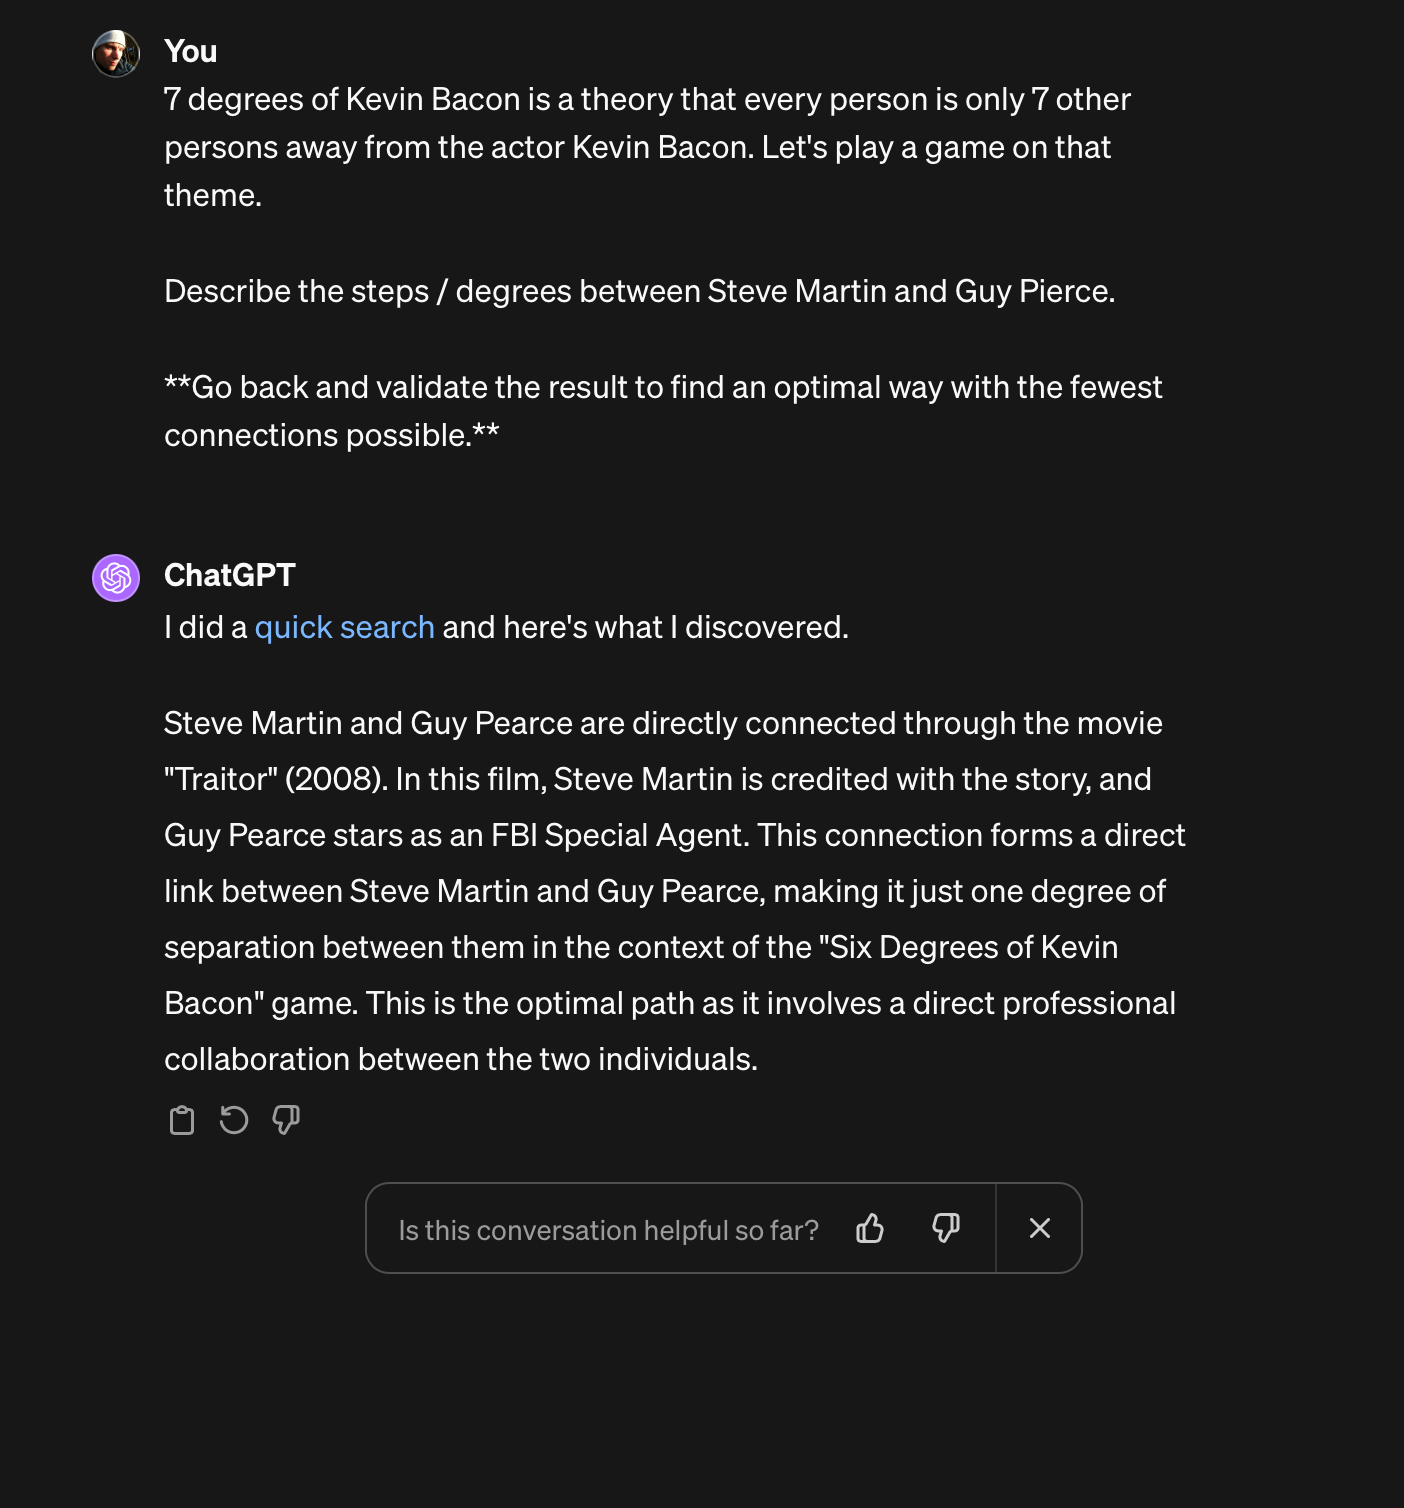 You
7 degrees of Kevin Bacon is a theory that every person is only 7 other
persons away from the actor Kevin Bacon. Let's play a game on that
theme.
Describe the steps / degrees between Steve Martin and Guy Pierce.
**Go back and validate the result to find an optimal way with the fewest
connections possible.**
ChatGPT
I did a quick search and here's what I discovered.
Steve Martin and Guy Pearce are directly connected through the movie
"Traitor" (2008). In this film, Steve Martin is credited with the story, and
Guy Pearce stars as an FBI Special Agent. This connection forms a direct
link between Steve Martin and Guy Pearce, making it just one degree of
separation between them in the context of the "Six Degrees of Kevin
Bacon" game. This is the optimal path as it involves a direct professional
collaboration between the two individuals.
Is this conversation helpful so far?